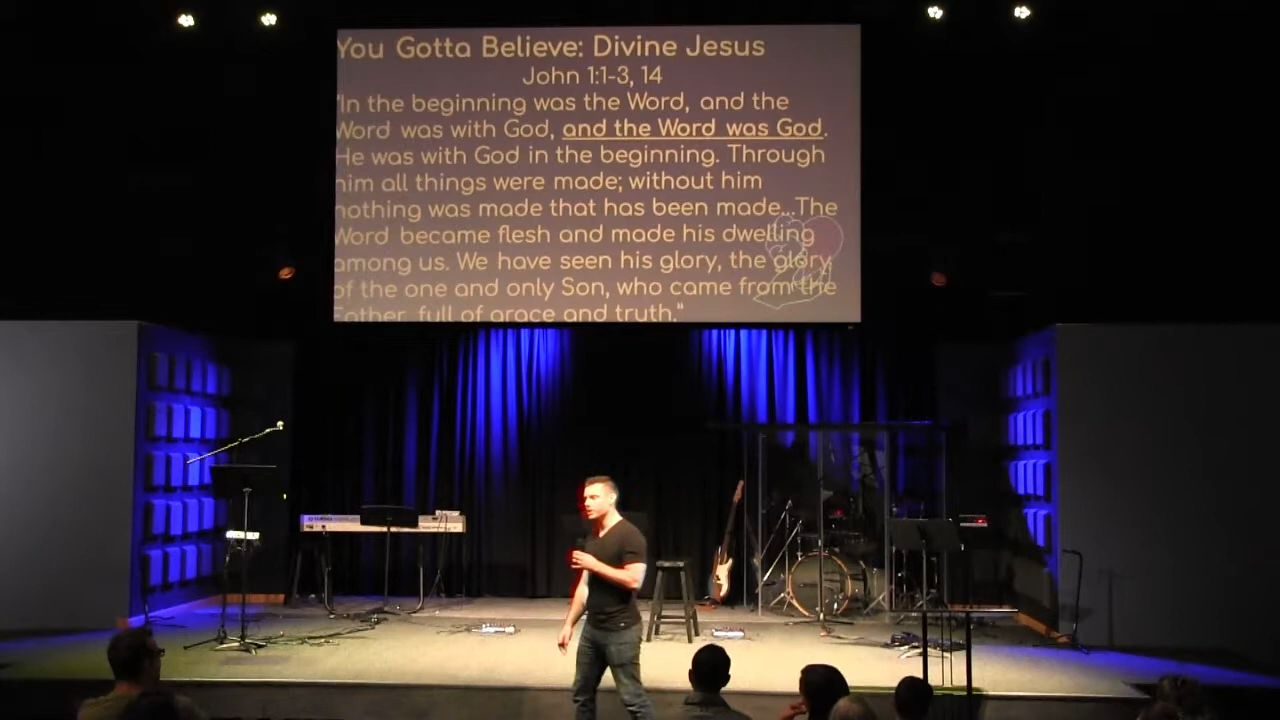 You Gotta Believe: Divine Jesus
John 1:1-3, 14
"In the beginning was the Word, and the
Word was with God, and the Word was God.
He was with God in the beginning. Through
him all things were made; without him
nothing was made that has been made...The
Word became flesh and made his dwelling
among us. We have seen his glory, the glory
of the one and only Son, who came from the
Father, full of grace and truth."